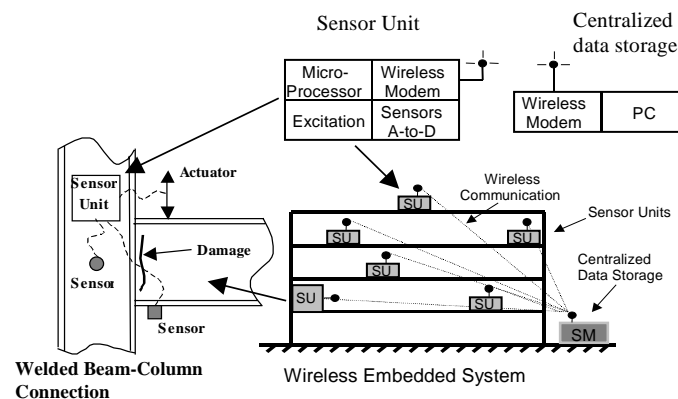 Sensor Unit
Centralized
data storage
Micro-
Processor
Wireless
Modem
Excitation
Sensors
A-to-D
Wireless
Modem
PC
Sensor
Unit
Actuator
Damage
Sensor
Sensor
Welded Beam-Column
Connection
Wireless
Communication
SU
SU
SU
SU
SU
SU
Sensor Units
Centralized
Data Storage
SM
Wireless Embedded System